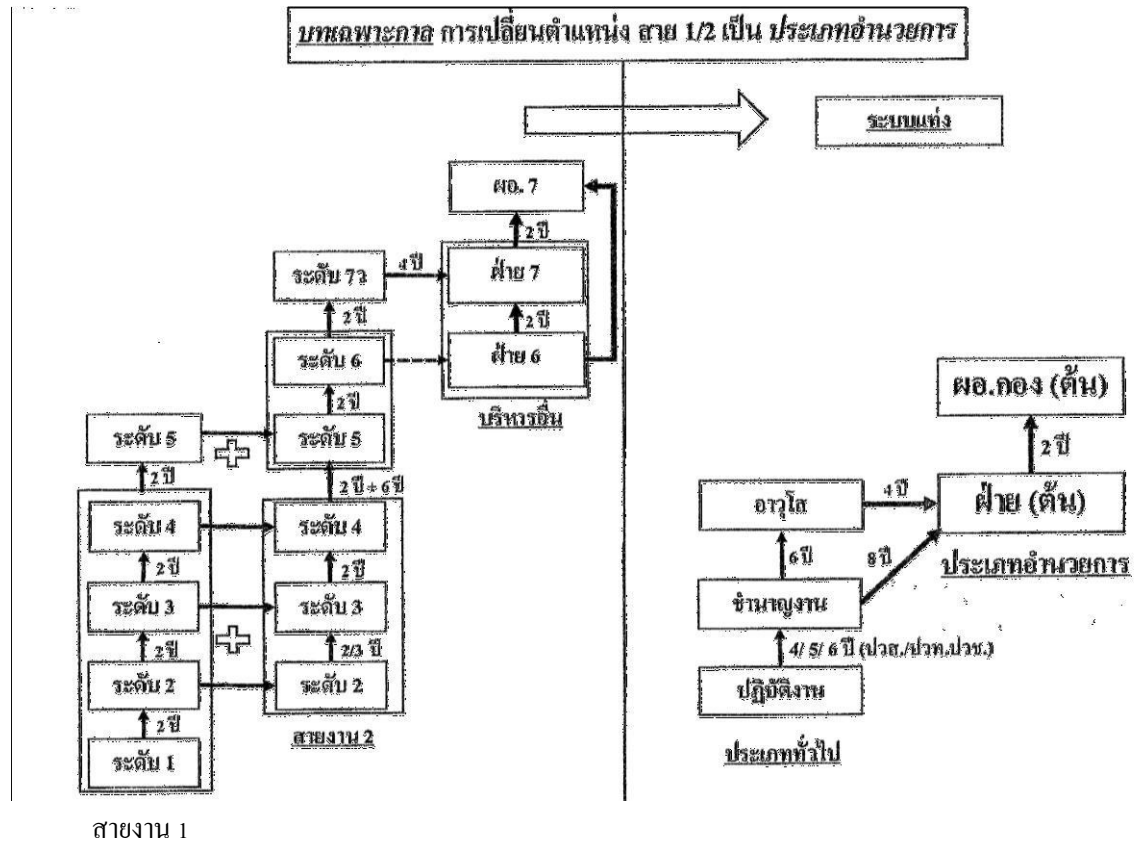 บทเฉพาะกาล การเปลี่ยนตำแหน่ง สาย 1/2 เป็น ประเภทอำนวยการ
ระบบแท่ง
ผอ. 7
2 ปี
ระดับ 7ว
4 ปี
ฝ่าย 7
2 ปี
2 ปี
ระดับ 6
ฝ่าย 6
บริหารอื่น
2 ปี
ระดับ 5
ระดับ 5
2 ปี
2 ปี + 6 ปี
ระดับ 4
ระดับ 4
2 ปี
2 ปี
ระดับ 3
ระดับ 3
2 ปี
2/3 ปี
ระดับ 2
ระดับ 2
2 ปี
สายงาน 2
ระดับ 1
สายงาน 1
ผอ.กอง (ต้น)
2 ปี
อาวุโส
4 ปี
ฝ่าย (ต้น)
6 ปี
8 ปี
ประเภทอำนวยการ
ชำนาญงาน
4/ 5/ 6 ปี (ปวส./ปวท.ปวช.)
ปฏิบัติงาน
ประเภททั่วไป